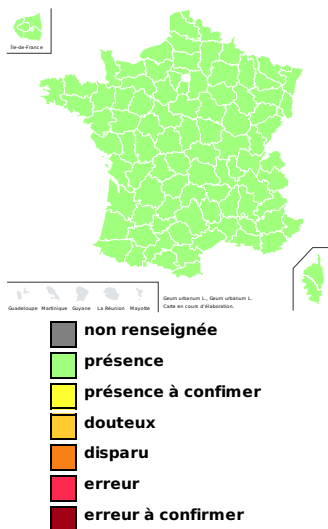 Île-de-France
Guadeloupe Martinique Guyane La Réunion Mayotte
Geum urbanum L., Geum urbanum L.
Carte en cours d'élaboration.
non renseignée
présence
présence à confimer
douteux
disparu
erreur
erreur à confirmer